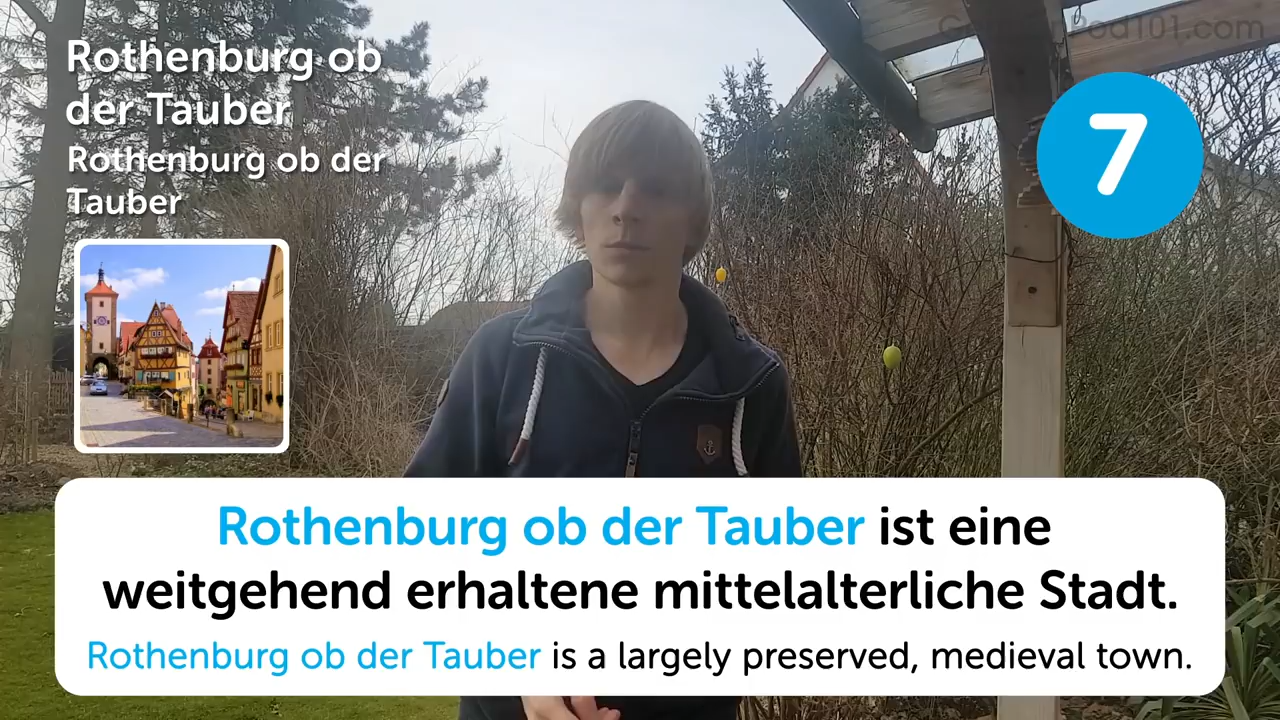 Rothenburg ob
der Tauber
Rothenburg ob der
Tauber
7
Rothenburg ob der Tauber ist eine
weitgehend erhaltene mittelalterliche Stadt.
Rothenburg ob der Tauber is a largely preserved, medieval town.